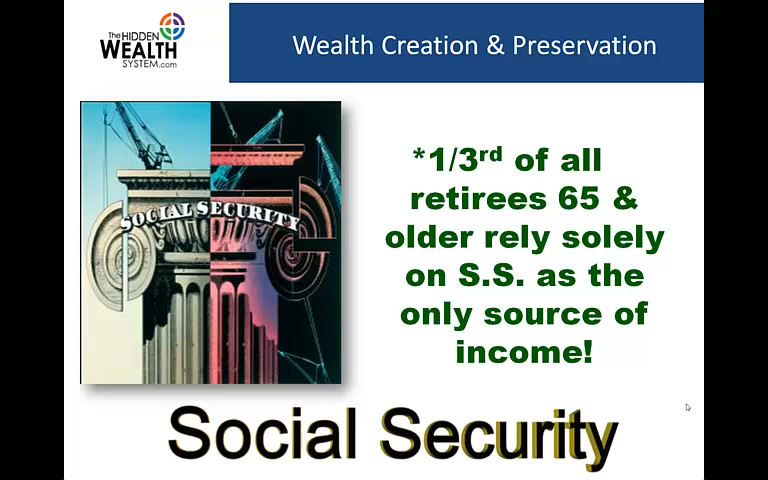 The HIDDEN
WEALTH
SYSTEM.com
Wealth Creation & Preservation
SOCIAL SECURITY
*1/3rd of all
retirees 65 &
older rely solely
on S.S. as the
only source of
income!
Social Security